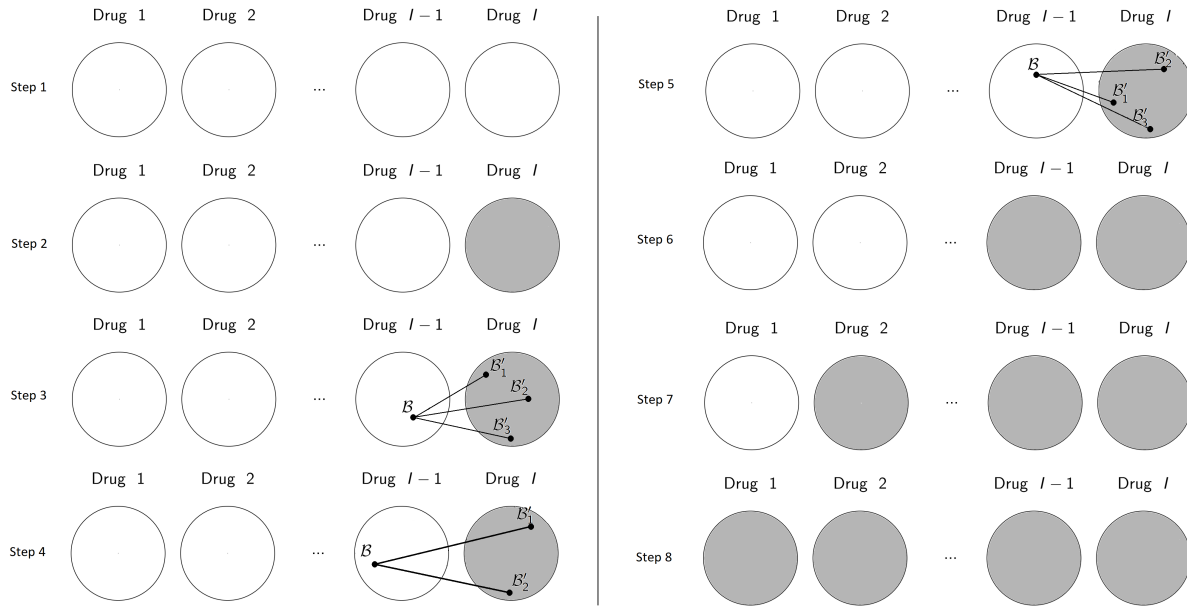 Drug 1 Drug 2 Drug I − 1 Drug I
Step 1 ...
Drug 1 Drug 2 Drug I − 1 Drug I
Step 2 ...
Drug 1 Drug 2 Drug I − 1 Drug I
B′1
Step 3 ... B′2
B
B′3
Drug 1 Drug 2 Drug I − 1 Drug I
B′1
Step 4 ... B
B′2
Drug 1 Drug 2 Drug I − 1 Drug I
B B′2
Step 5 ... B′1
B′3
Drug 1 Drug 2 Drug I − 1 Drug I
Step 6 ...
Drug 1 Drug 2 Drug I − 1 Drug I
Step 7 ...
Drug 1 Drug 2 Drug I − 1 Drug I
Step 8 ...